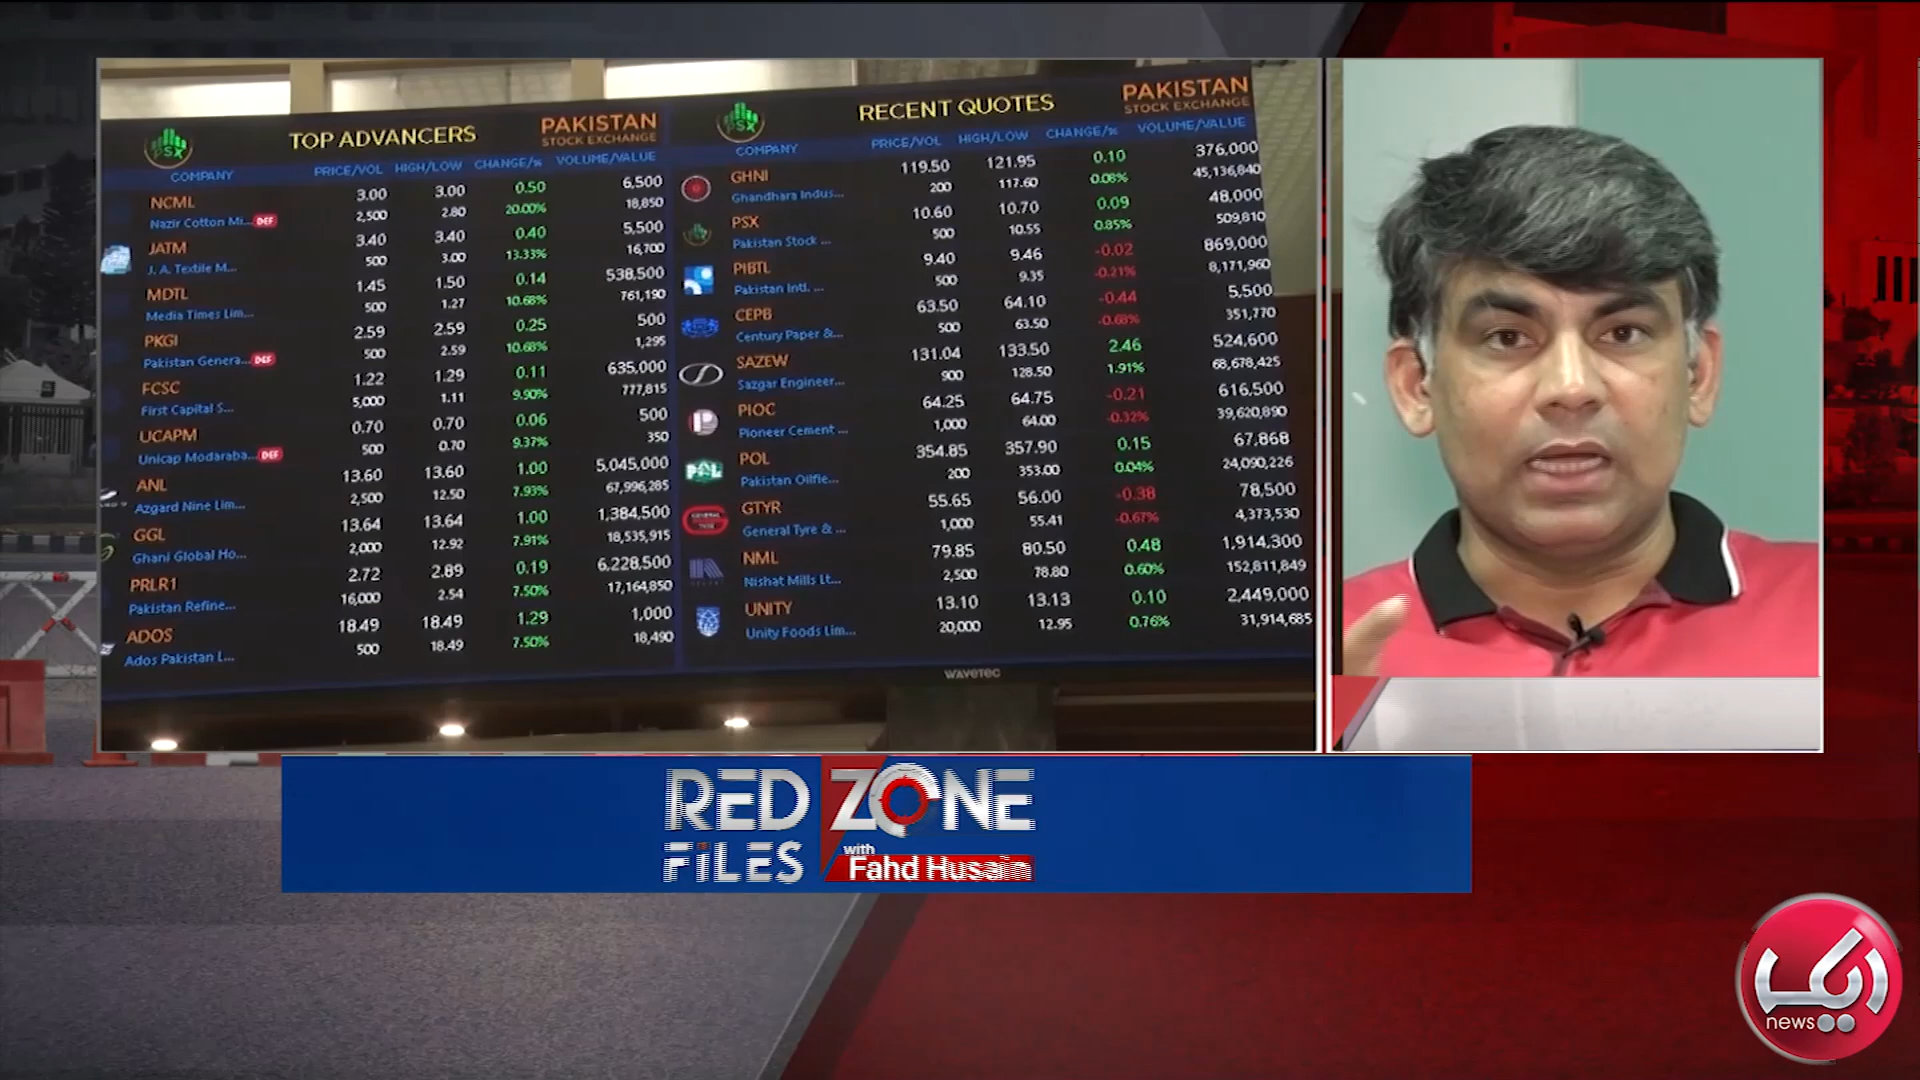 PSX
TOP ADVANCERS
PAKISTAN
STOCK EXCHANGE
COMPANY PRICE/VOL HIGH/LOW CHANGE/% VOLUME/VALUE
NCML 3.00 3.00 0.50 6,500
Nazir Cotton Mi... DEF 2,500 2.80 20.00% 18,850
JATM 3.40 3.40 0.40 5,500
J. A. Textile M... 500 3.00 13.33% 16,700
MDTL 1.45 1.50 0.14 538,500
Media Times Lim... 500 1.27 10.68% 761,190
PKGI 2.59 2.59 0.25 500
Pakistan Genera... DEF 500 2.59 10.68% 1,295
FCSC 1.22 1.29 0.11 635,000
First Capital S... 5,000 1.11 9.90% 777,815
UCAPM 0.70 0.70 0.06 500
Unicap Modaraba... DEF 500 0.70 9.37% 350
ANL 13.60 13.60 1.00 5,045,000
Azgard Nine Lim... 2,500 12.50 7.93% 67,996,285
GGL 13.64 13.64 1.00 1,384,500
Ghani Global Ho... 2,000 12.92 7.91% 18,535,915
PRLR1 2.72 2.89 0.19 6,228,500
Pakistan Refine... 16,000 2.54 7.50% 17,164,850
ADOS 18.49 18.49 1.29 1,000
Ados Pakistan L... 500 18.49 7.50% 18,490
PSX
RECENT QUOTES
PAKISTAN
STOCK EXCHANGE
COMPANY PRICE/VOL HIGH/LOW CHANGE/% VOLUME/VALUE
GHNI 119.50 121.95 0.10 376,000
Ghandhara Indus... 200 117.60 0.08% 45,136,840
PSX 10.60 10.70 0.09 48,000
Pakistan Stock ... 500 10.55 0.85% 509,810
PIBTL 9.40 9.46 -0.02 869,000
Pakistan Intl. ... 500 9.35 -0.21% 8,171,960
CEPB 63.50 64.10 -0.44 5,500
Century Paper &... 500 63.50 -0.68% 351,770
SAZEW 131.04 133.50 2.46 524,600
Sazgar Engineer... 900 128.50 1.91% 68,678,425
PIOC 64.25 64.75 -0.21 616,500
Pioneer Cement ... 1,000 64.00 -0.32% 39,620,890
POL POL 354.85 357.90 0.15 67,868
Pakistan Oilfie... 200 353.00 0.04% 24,090,226
GTYR 55.65 56.00 -0.38 78,500
General Tyre & ... 1,000 55.41 -0.67% 4,373,530
NML 79.85 80.50 0.48 1,914,300
Nishat Mills Lt... 2,500 78.80 0.60% 152,811,849
UNITY 13.10 13.13 0.10 2,449,000
Unity Foods Lim... 20,000 12.95 0.76% 31,914,685
WAVETEC
RED ZONE
FiLES
with
Fahd Husain
ایک
news